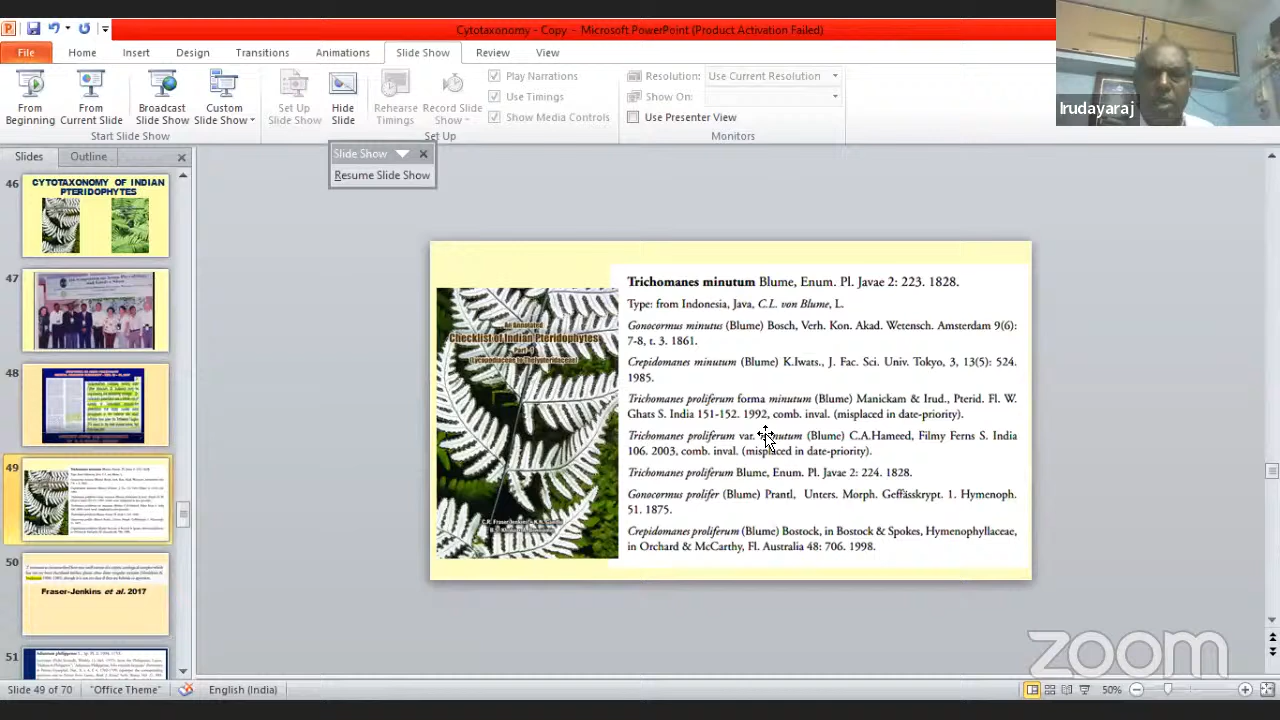 Cytotaxonomy - Copy - Microsoft PowerPoint (Product Activation Failed)
File Home Insert Design Transitions Animations Slide Show Review View
From Beginning
From Current Slide
Broadcast Slide Show
Custom Slide Show
Start Slide Show
Set Up Slide Show
Hide Slide
Rehearse Timings
Record Slide Show
Play Narrations
Use Timings
Show Media Controls
Set Up
Resolution: Use Current Resolution
Show On:
Use Presenter View
Monitors
Irudayaraj
Slides Outline
Slide Show
Resume Slide Show
46
CYTOTAXONOMY OF INDIAN
PTERIDOPHYTES
47
48
49
50
Fraser-Jenkins et al. 2017
51
An Annotated
Checklist of Indian Pteridophytes
Trichomanes minutum Blume, Enum. Pl. Javae 2: 223. 1828.
Type: from Indonesia, Java, C.L. von Blume, L.
Gonocormus minutus (Blume) Bosch, Verh. Kon. Akad. Wetensch. Amsterdam 9(6):
7-8, t. 3. 1861.
Crepidomanes minutum (Blume) K.Iwats., J. Fac. Sci. Univ. Tokyo, 3, 13(5): 524.
1985.
Trichomanes proliferum forma minutum (Blume) Manickam & Irud., Pterid. Fl. W.
Ghats S. India 151-152. 1992, comb. inval. (misplaced in date-priority).
Trichomanes proliferum var. minutum (Blume) C.A.Hameed, Filmy Ferns S. India
106. 2003, comb. inval. (misplaced in date-priority).
Trichomanes proliferum Blume, Enum. Pl. Javae 2: 224. 1828.
Gonocormus prolifer (Blume) Prantl, Unters. Morph. Geffässkrypt. 1. Hymenoph.
51. 1875.
Crepidomanes proliferum (Blume) Bostock, in Bostock & Spokes, Hymenophyllaceae,
in Orchard & McCarthy, Fl. Australia 48: 706. 1998.
zoom
Slide 49 of 70 "Office Theme" English (India) 50%